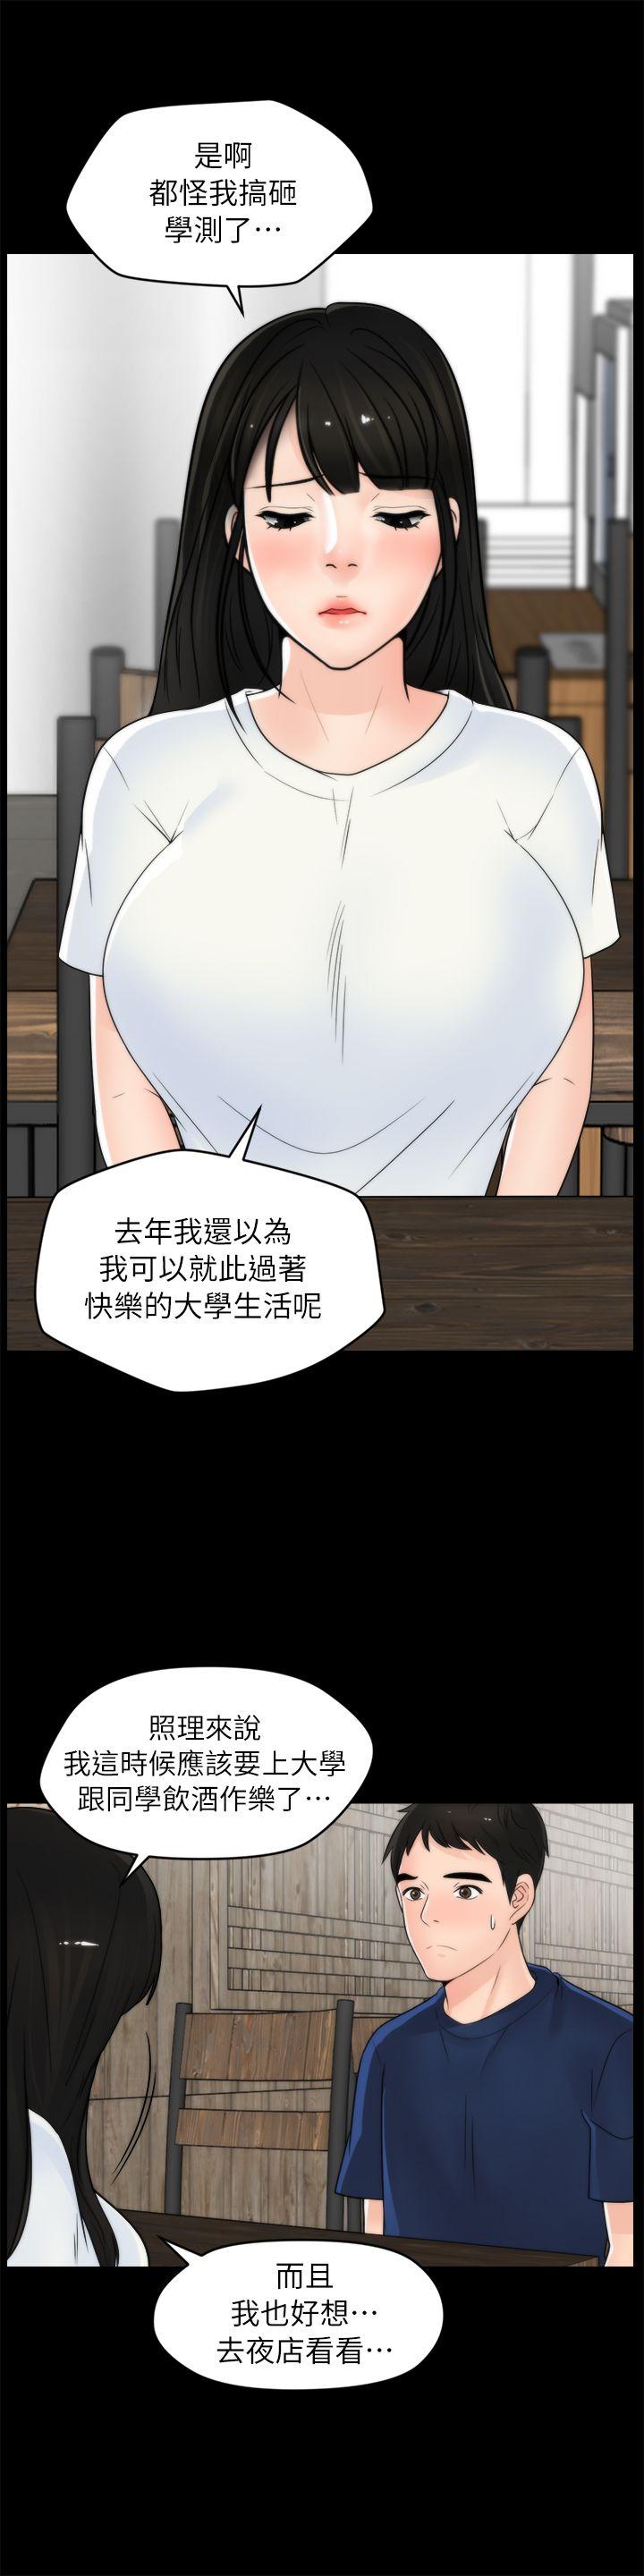 是啊
都怪我搞砸
學測了…
去年我還以為
我可以就此過著
快樂的大學生活呢
照理來說
我這時候應該要上大學
跟同學飲酒作樂了…
而且
我也好想…
去夜店看看…